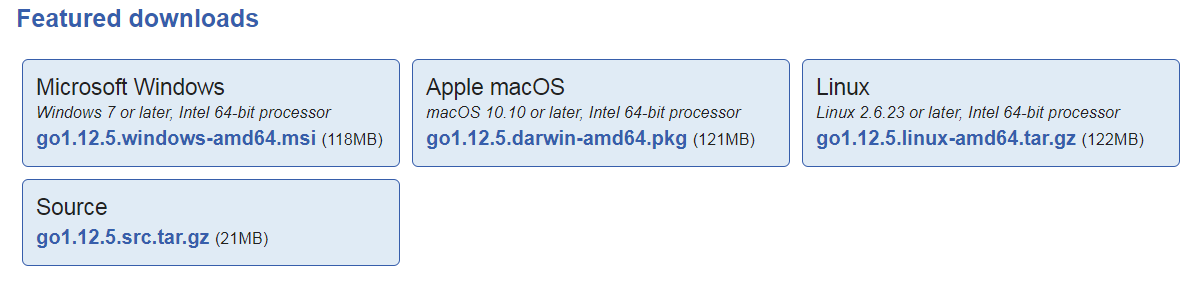 Featured downloads
Microsoft Windows
Windows 7 or later, Intel 64-bit processor
go1.12.5.windows-amd64.msi (118MB)
Apple macOS
macOS 10.10 or later, Intel 64-bit processor
go1.12.5.darwin-amd64.pkg (121MB)
Linux
Linux 2.6.23 or later, Intel 64-bit processor
go1.12.5.linux-amd64.tar.gz (122MB)
Source
go1.12.5.src.tar.gz (21MB)